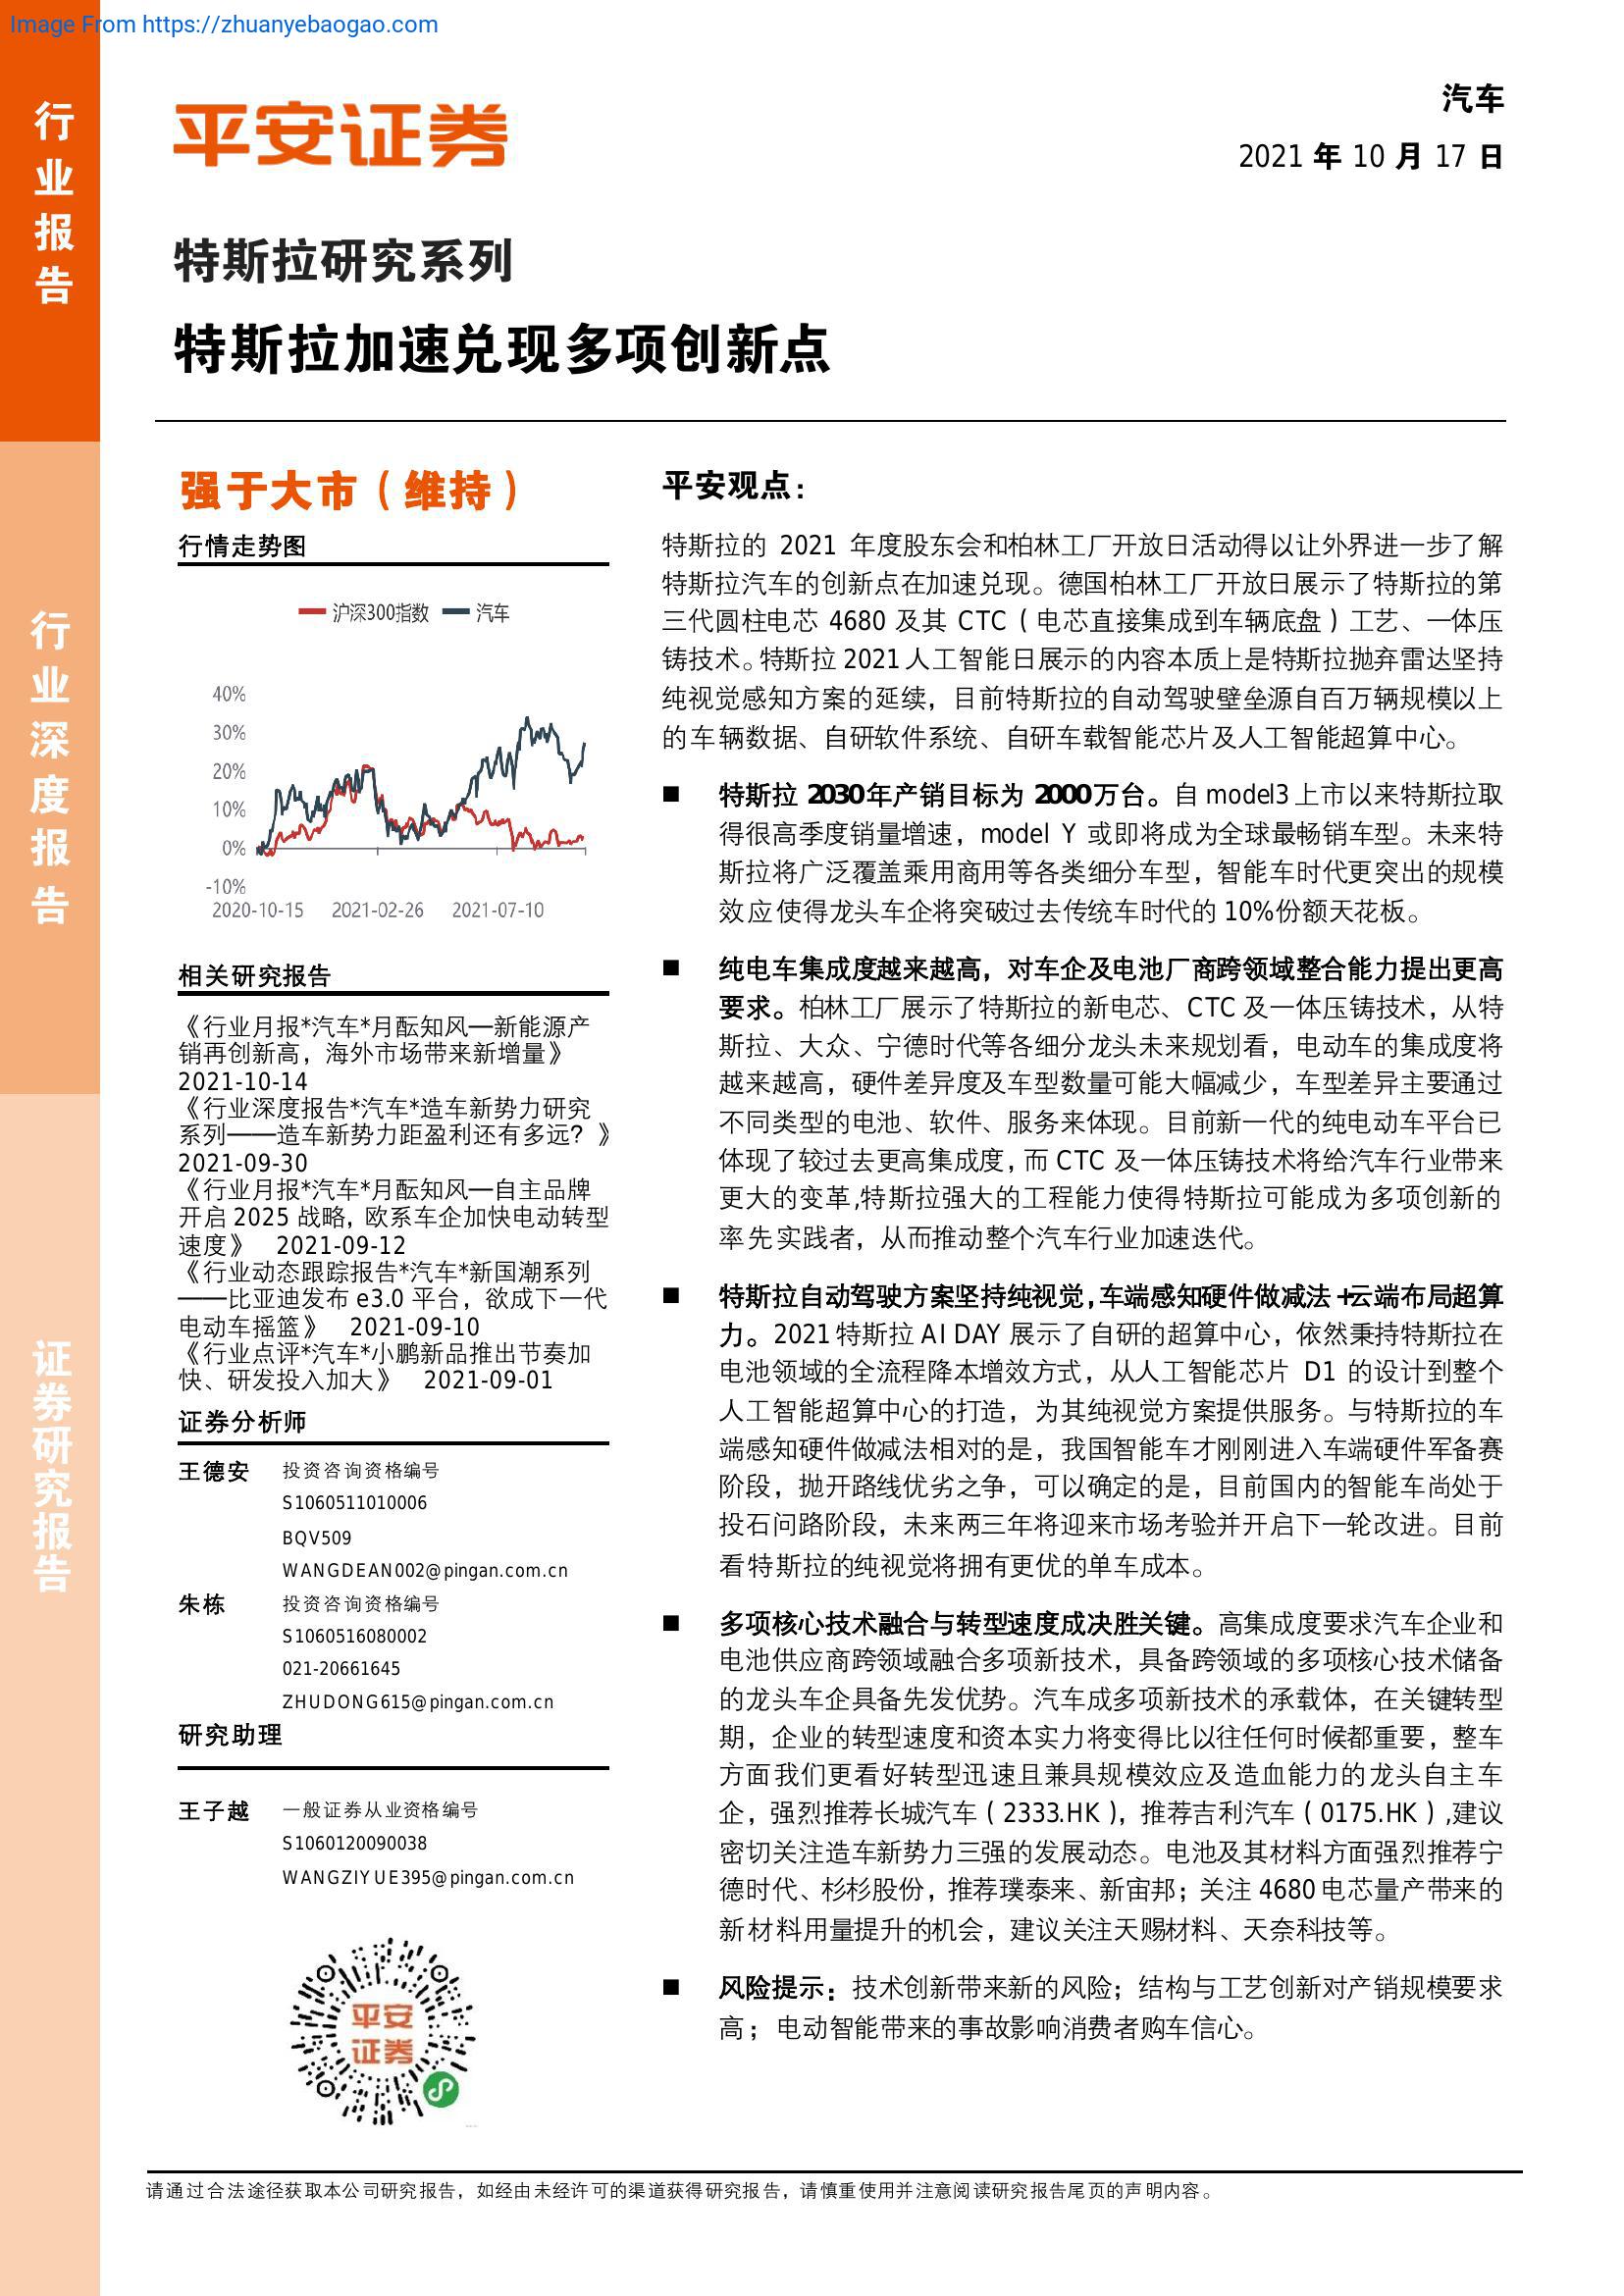 Image From https://zhuanyebaogao.com
行业报告
行业深度报告
证券研究报告
平安证券
汽车
2021 年 10 月 17 日
特斯拉研究系列
特斯拉加速兑现多项创新点
强于大市（维持）
行情走势图
沪深300指数 汽车
40%
30%
20%
10%
0%
-10%
2020-10-15 2021-02-26 2021-07-10
相关研究报告
《行业月报*汽车*月酝知风—新能源产
销再创新高，海外市场带来新增量》
2021-10-14
《行业深度报告*汽车*造车新势力研究
系列——造车新势力距盈利还有多远？》
2021-09-30
《行业月报*汽车*月酝知风—自主品牌
开启 2025 战略，欧系车企加快电动转型
速度》 2021-09-12
《行业动态跟踪报告*汽车*新国潮系列
——比亚迪发布 e3.0 平台，欲成下一代
电动车摇篮》 2021-09-10
《行业点评*汽车*小鹏新品推出节奏加
快、研发投入加大》 2021-09-01
证券分析师
王德安 投资咨询资格编号
S1060511010006
BQV509
WANGDEAN002@pingan.com.cn
朱栋 投资咨询资格编号
S1060516080002
021-20661645
ZHUDONG615@pingan.com.cn
研究助理
王子越 一般证券从业资格编号
S1060120090038
WANGZIYUE395@pingan.com.cn
平安
证券
平安观点：
特斯拉的 2021 年度股东会和柏林工厂开放日活动得以让外界进一步了解
特斯拉汽车的创新点在加速兑现。德国柏林工厂开放日展示了特斯拉的第
三代圆柱电芯 4680 及其 CTC（电芯直接集成到车辆底盘）工艺、一体压
铸技术。特斯拉 2021 人工智能日展示的内容本质上是特斯拉抛弃雷达坚持
纯视觉感知方案的延续，目前特斯拉的自动驾驶壁垒源自百万辆规模以上
的车辆数据、自研软件系统、自研车载智能芯片及人工智能超算中心。
■ 特斯拉 2030 年产销目标为 2000 万台。自 model3 上市以来特斯拉取
得很高季度销量增速，model Y 或即将成为全球最畅销车型。未来特
斯拉将广泛覆盖乘用商用等各类细分车型，智能车时代更突出的规模
效应使得龙头车企将突破过去传统车时代的 10%份额天花板。
■ 纯电车集成度越来越高，对车企及电池厂商跨领域整合能力提出更高
要求。柏林工厂展示了特斯拉的新电芯、CTC 及一体压铸技术，从特
斯拉、大众、宁德时代等各细分龙头未来规划看，电动车的集成度将
越来越高，硬件差异度及车型数量可能大幅减少，车型差异主要通过
不同类型的电池、软件、服务来体现。目前新一代的纯电动车平台已
体现了较过去更高集成度，而 CTC 及一体压铸技术将给汽车行业带来
更大的变革,特斯拉强大的工程能力使得特斯拉可能成为多项创新的
率先实践者，从而推动整个汽车行业加速迭代。
■ 特斯拉自动驾驶方案坚持纯视觉，车端感知硬件做减法+云端布局超算
力。2021 特斯拉 AI DAY 展示了自研的超算中心，依然秉持特斯拉在
电池领域的全流程降本增效方式，从人工智能芯片 D1 的设计到整个
人工智能超算中心的打造，为其纯视觉方案提供服务。与特斯拉的车
端感知硬件做减法相对的是，我国智能车才刚刚进入车端硬件军备赛
阶段，抛开路线优劣之争，可以确定的是，目前国内的智能车尚处于
投石问路阶段，未来两三年将迎来市场考验并开启下一轮改进。目前
看特斯拉的纯视觉将拥有更优的单车成本。
■ 多项核心技术融合与转型速度成决胜关键。高集成度要求汽车企业和
电池供应商跨领域融合多项新技术，具备跨领域的多项核心技术储备
的龙头车企具备先发优势。汽车成多项新技术的承载体，在关键转型
期，企业的转型速度和资本实力将变得比以往任何时候都重要，整车
方面我们更看好转型迅速且兼具规模效应及造血能力的龙头自主车
企，强烈推荐长城汽车（2333.HK），推荐吉利汽车（0175.HK）,建议
密切关注造车新势力三强的发展动态。电池及其材料方面强烈推荐宁
德时代、杉杉股份，推荐璞泰来、新宙邦；关注 4680 电芯量产带来的
新材料用量提升的机会，建议关注天赐材料、天奈科技等。
■ 风险提示：技术创新带来新的风险；结构与工艺创新对产销规模要求
高；电动智能带来的事故影响消费者购车信心。
请通过合法途径获取本公司研究报告，如经由未经许可的渠道获得研究报告，请慎重使用并注意阅读研究报告尾页的声明内容。